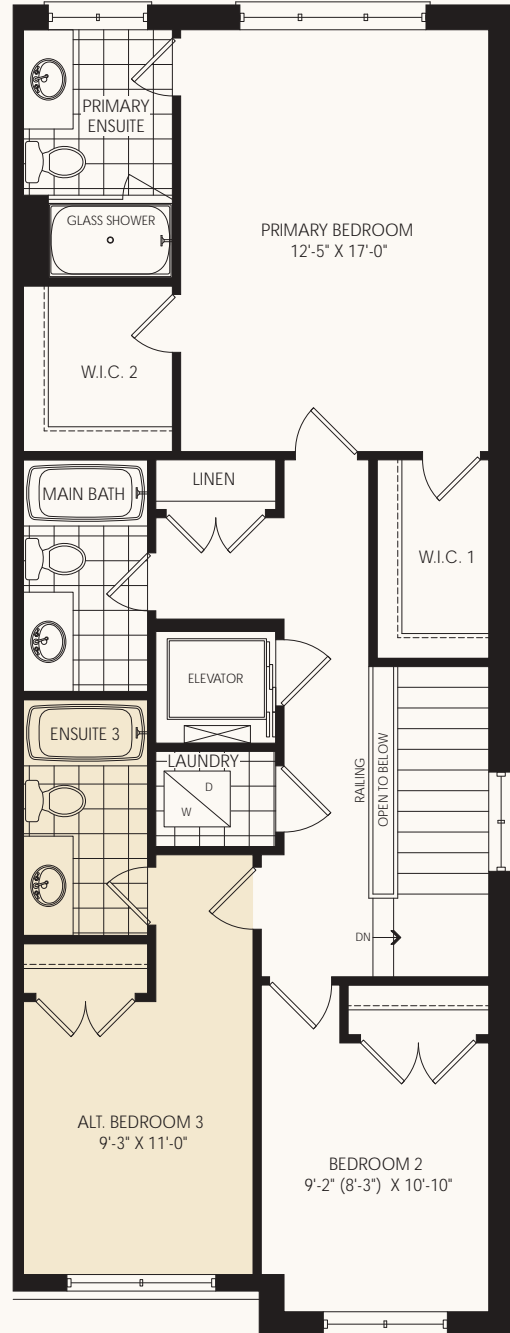 PRIMARY
ENSUITE
GLASS SHOWER
PRIMARY BEDROOM
12'-5" X 17'-0"
W.I.C. 2
MAIN BATH
LINEN
W.I.C. 1
ELEVATOR
ENSUITE 3
LAUNDRY
D
W
RAILING
OPEN TO BELOW
DN
ALT. BEDROOM 3
9'-3" X 11'-0"
BEDROOM 2
9'-2" (8'-3") X 10'-10"